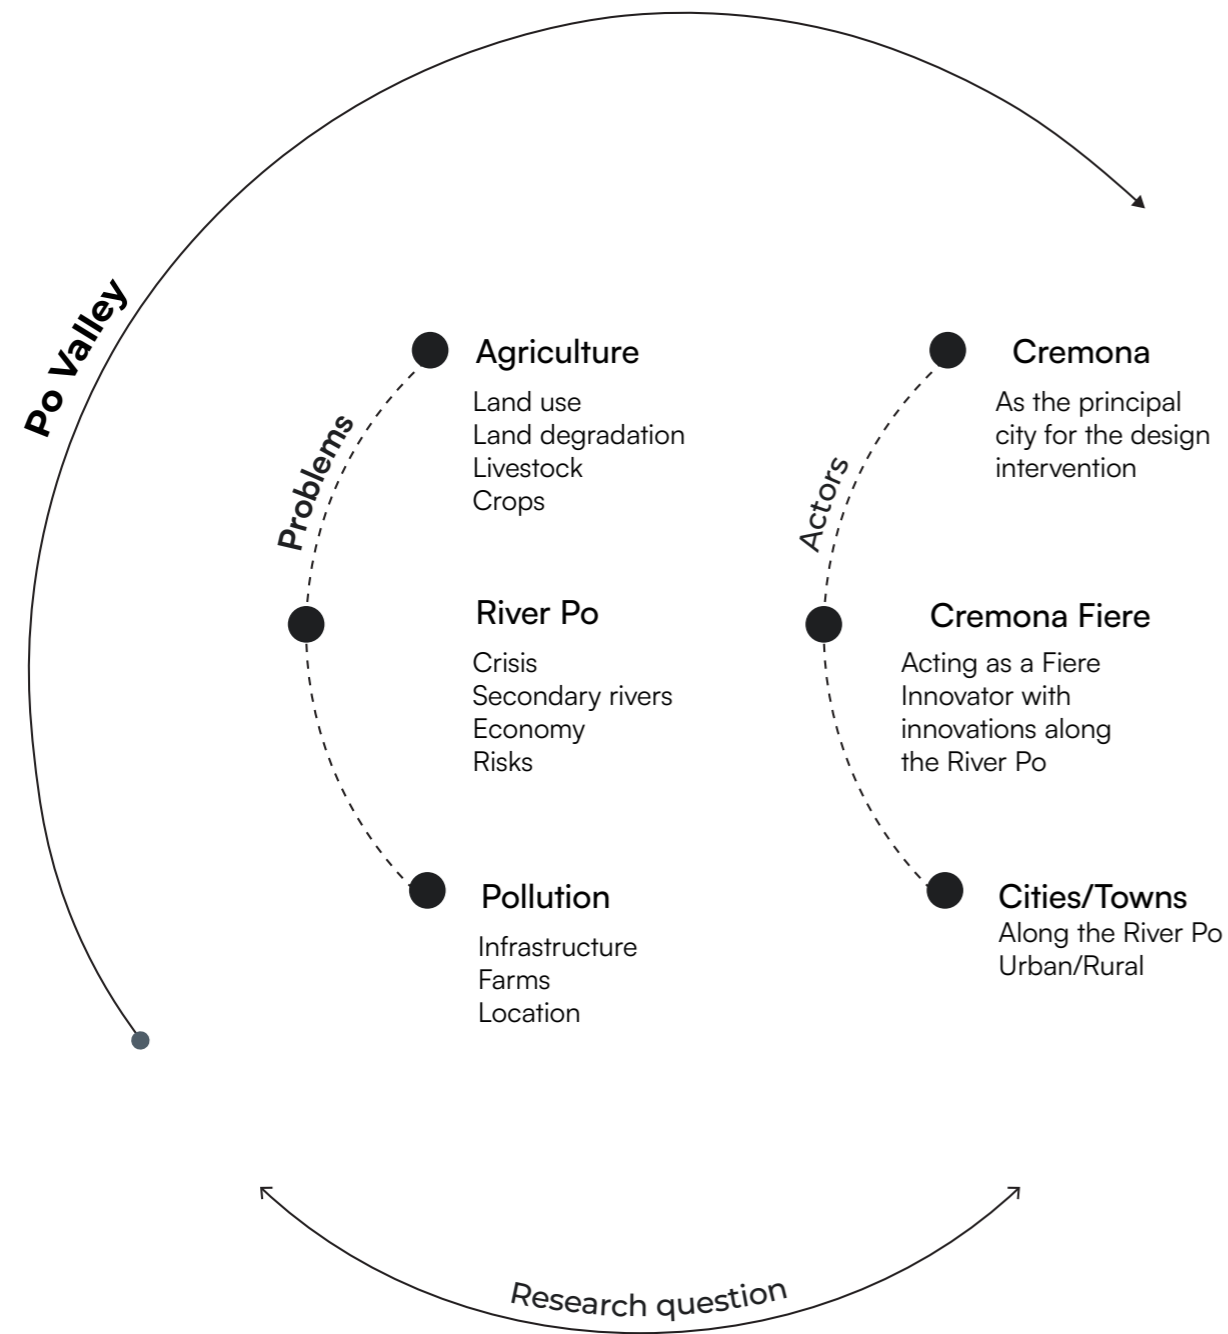 Po Valley
Problems
Agriculture
Land use
Land degradation
Livestock
Crops
River Po
Crisis
Secondary rivers
Economy
Risks
Pollution
Infrastructure
Farms
Location
Actors
Cremona
As the principal
city for the design
intervention
Cremona Fiere
Acting as a Fiere
Innovator with
innovations along
the River Po
Cities/Towns
Along the River Po
Urban/Rural
Research question